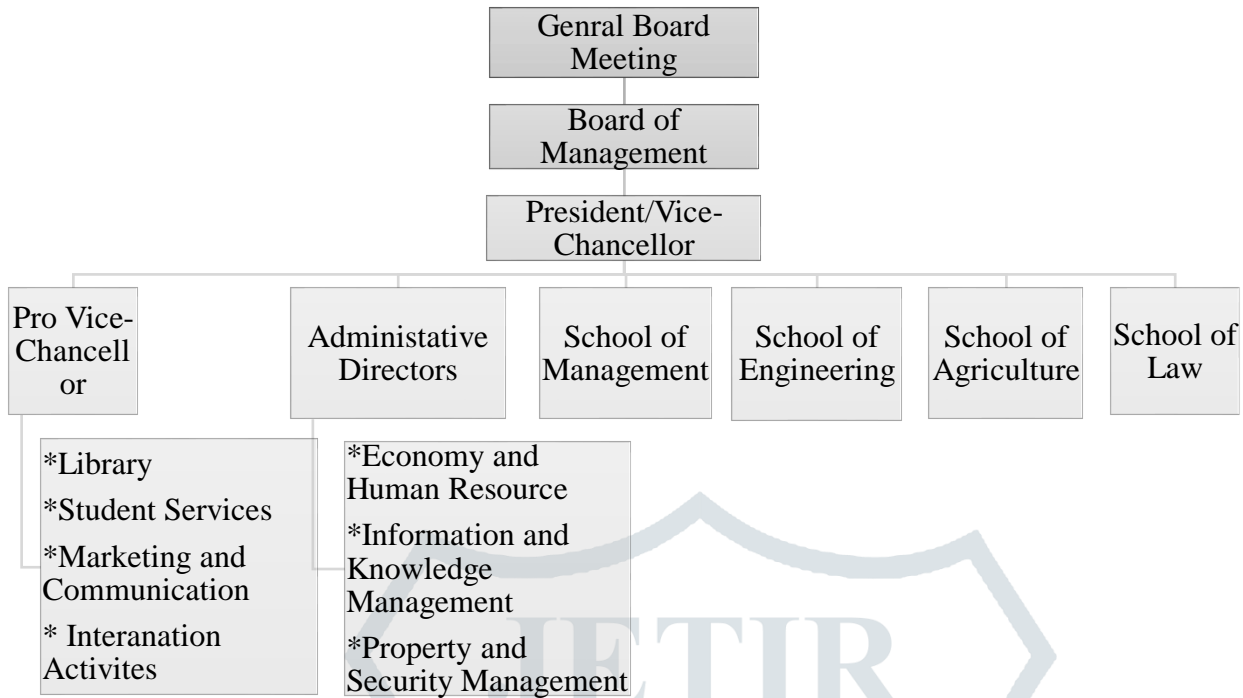 Genral Board
Meeting
Board of
Management
President/Vice-
Chancellor
Pro Vice-
Chancell
or
Administative
Directors
School of
Management
School of
Engineering
School of
Agriculture
School of
Law
*Library
*Student Services
*Marketing and
Communication
* Interanation
Activites
*Economy and
Human Resource
*Information and
Knowledge
Management
*Property and
Security Management
JETIR